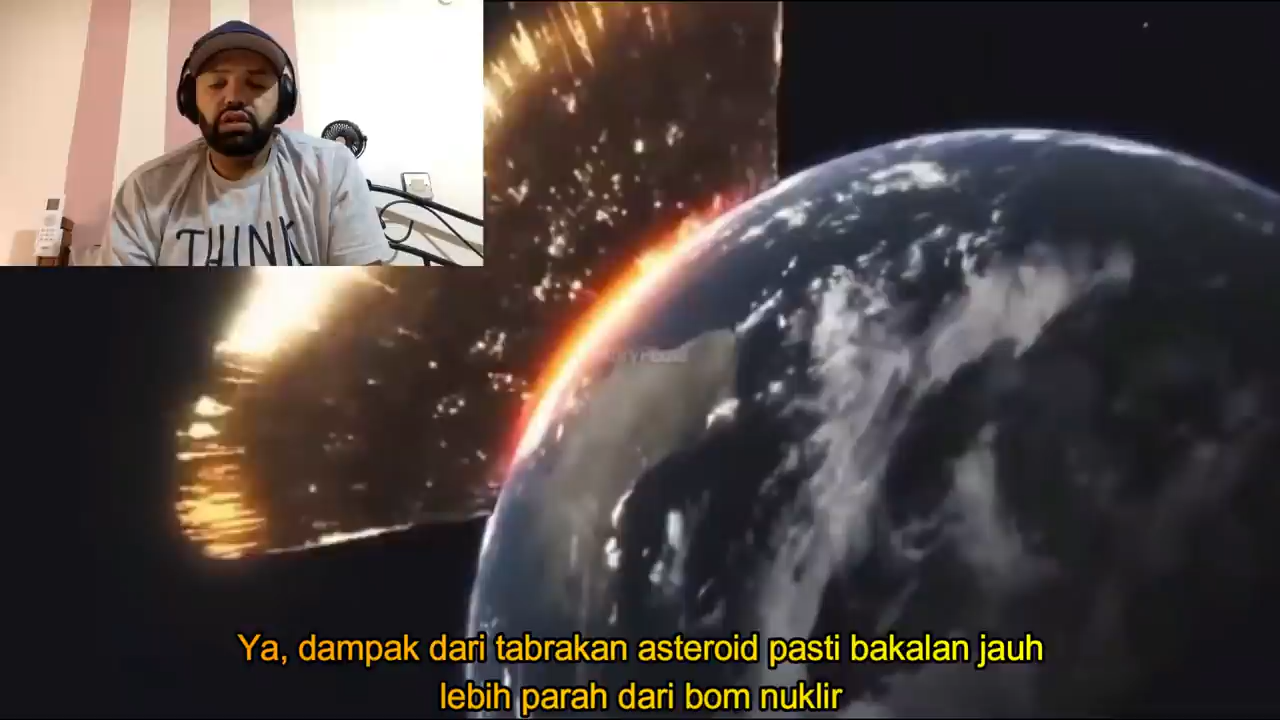 THINK
Ya, dampak dari tabrakan asteroid pasti bakalan jauh
lebih parah dari bom nuklir